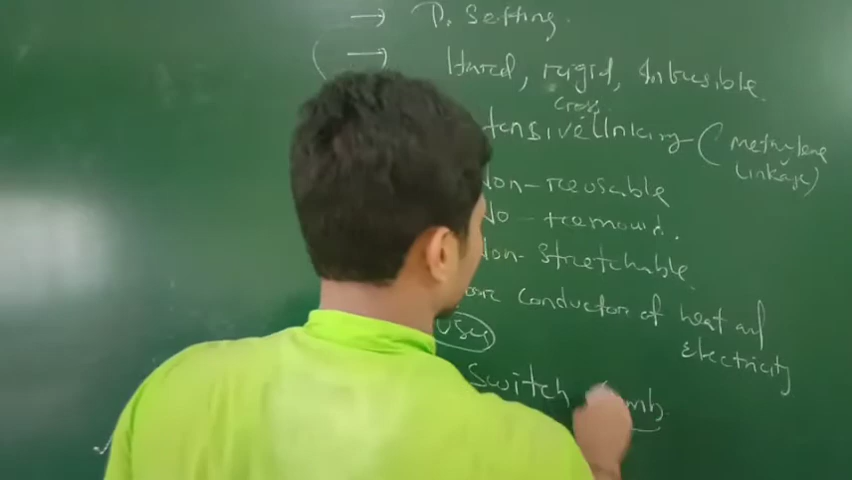 → T. Setting.
→ Hard, rigid, Infusible.
cross
tensive linking - ( Methylene
linkage)
Non-reusable
No - remould.
Non-Stretchable
conductor of heat and
Electricity
Uses
Switch